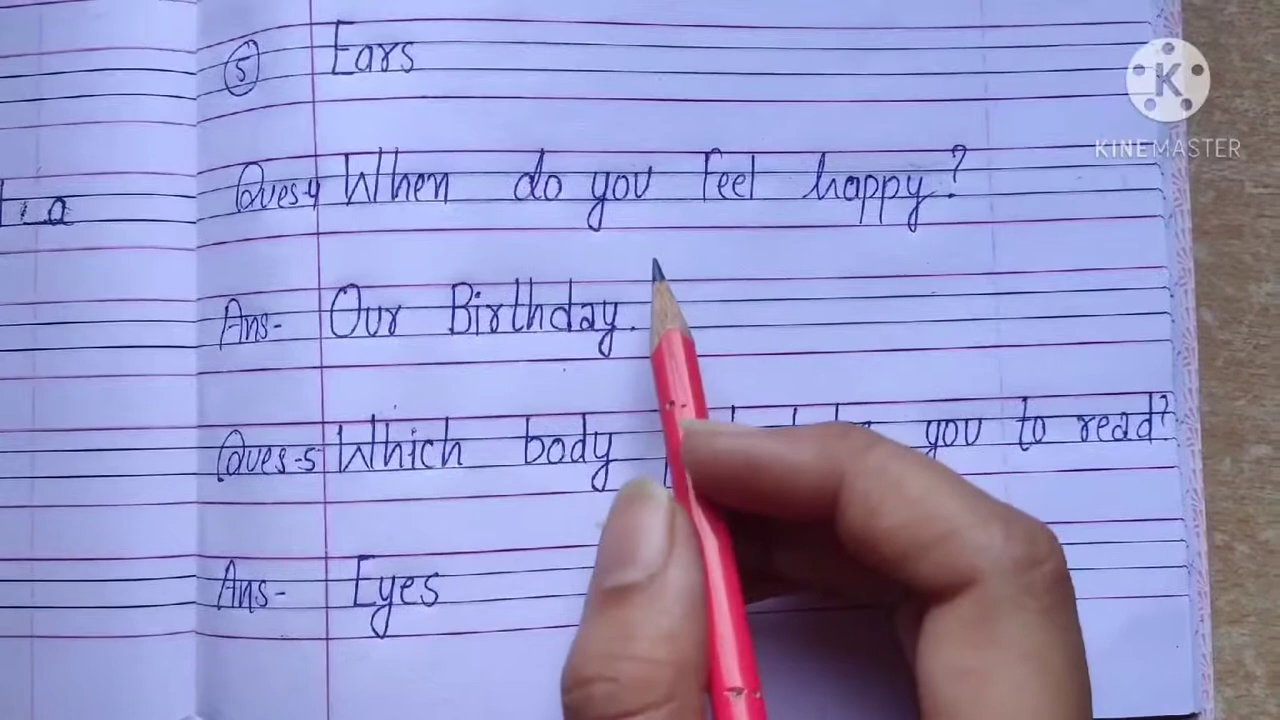 5 Ears
Ques-4 When do you feel happy?
ia
Ans- Our Birthday.
Ques-5 Which body you to read?
Ans- Eyes
K
KINEMASTER